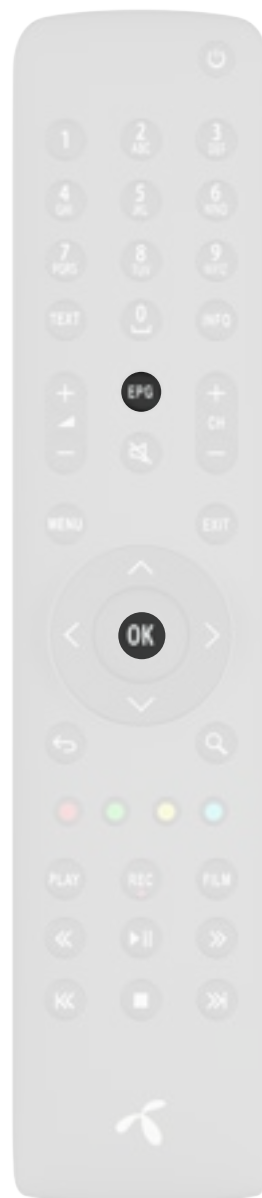 1 2 3
ABC DEF
4 5 6
GHI JKL MNO
7 8 9
PQRS TUV WXYZ
TEXT 0 INFO
EPG
+ +
CH
- -
MENU EXIT
OK
PLAY REC FILM